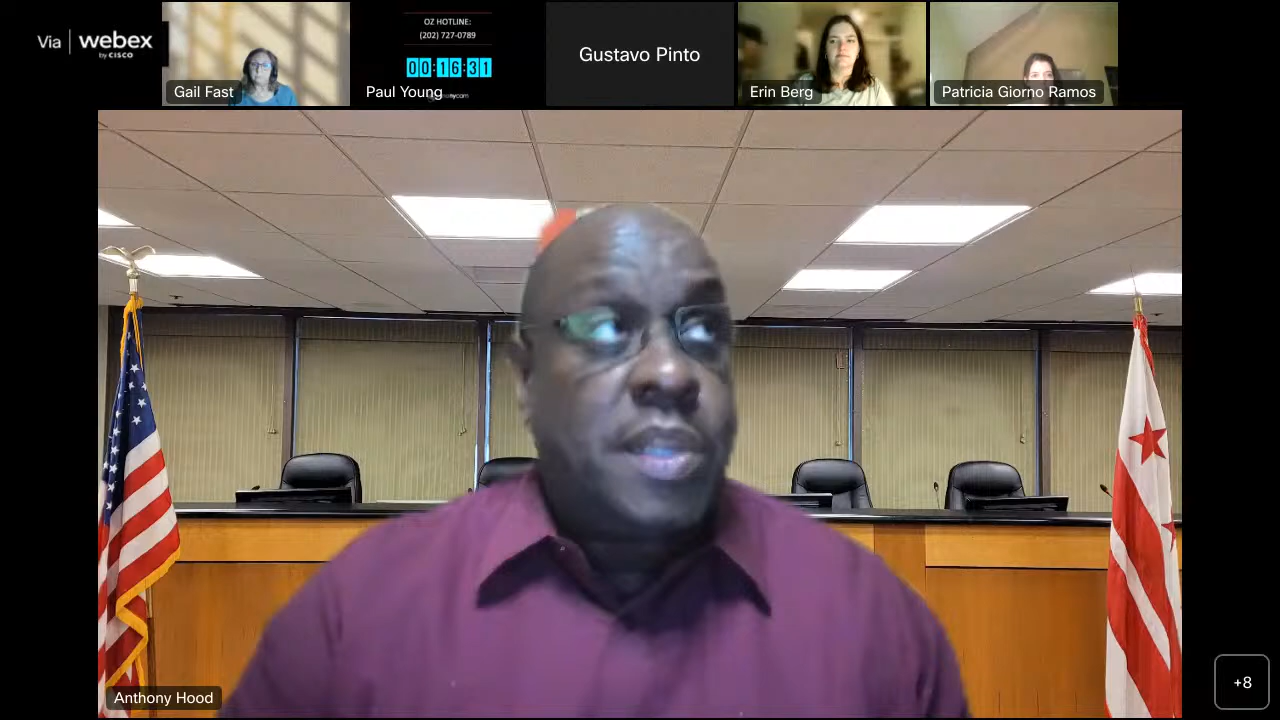 Via | webex
by CISCO
Gail Fast
OZ HOTLINE:
(202) 727-0789
00:16:31
Paul Young
Gustavo Pinto
Erin Berg
Patricia Giorno Ramos
Anthony Hood
+8